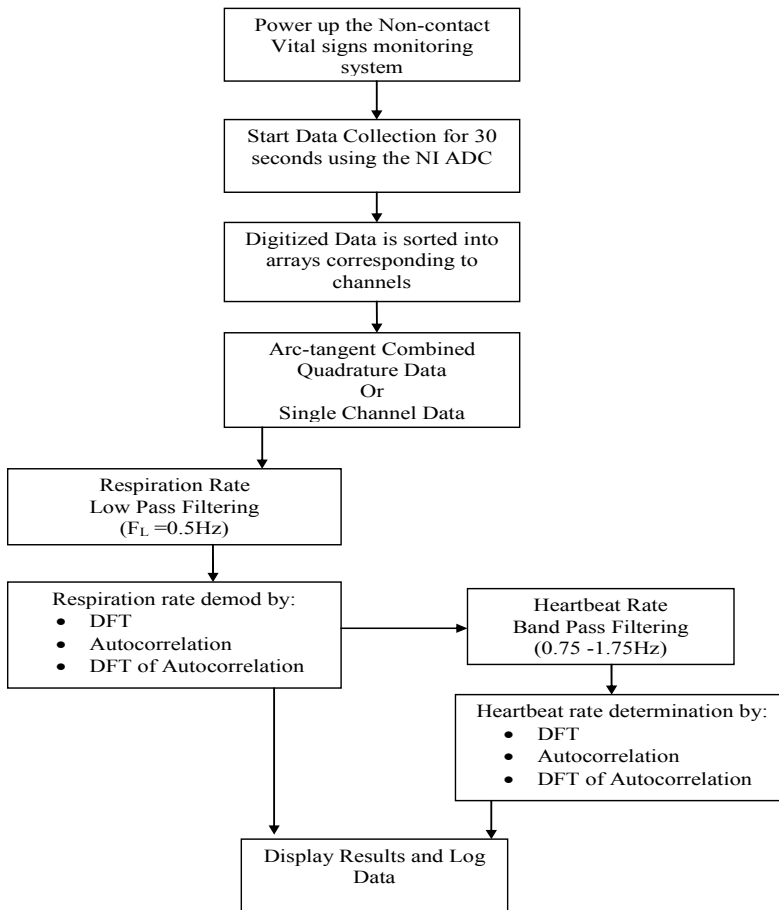 Power up the Non-contact
Vital signs monitoring
system
Start Data Collection for 30
seconds using the NI ADC
Digitized Data is sorted into
arrays corresponding to
channels
Arc-tangent Combined
Quadrature Data
Or
Single Channel Data
Respiration Rate
Low Pass Filtering
(F_L =0.5Hz)
Respiration rate demod by:
• DFT
• Autocorrelation
• DFT of Autocorrelation
Heartbeat Rate
Band Pass Filtering
(0.75 -1.75Hz)
Heartbeat rate determination by:
• DFT
• Autocorrelation
• DFT of Autocorrelation
Display Results and Log
Data